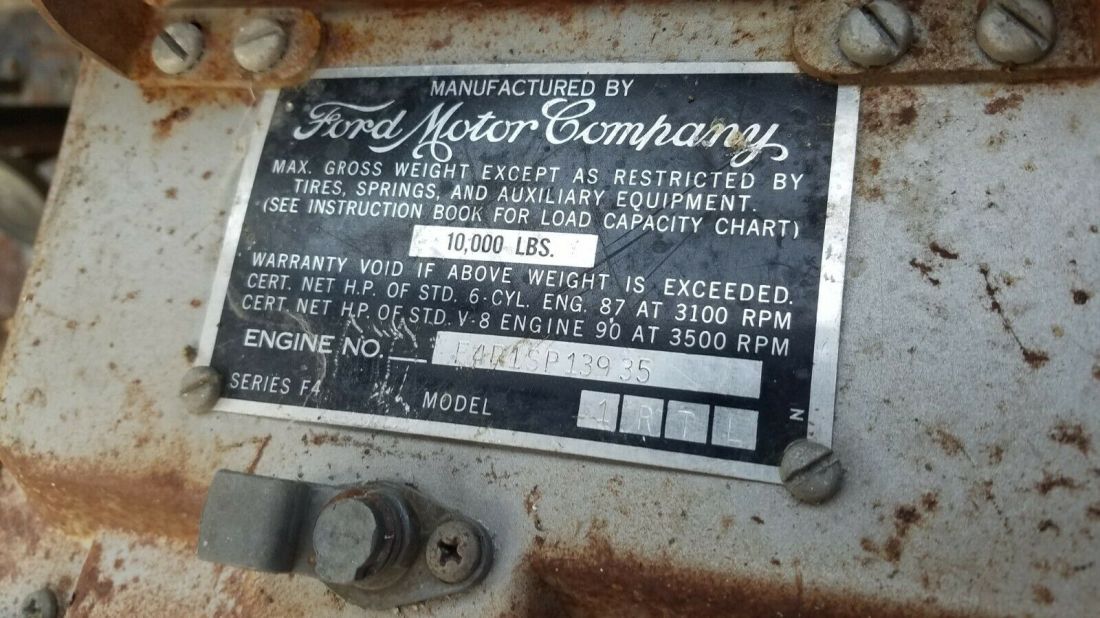 MANUFACTURED BY
Ford Motor Company
MAX. GROSS WEIGHT EXCEPT AS RESTRICTED BY
TIRES, SPRINGS, AND AUXILIARY EQUIPMENT.
(SEE INSTRUCTION BOOK FOR LOAD CAPACITY CHART)
10,000 LBS.
WARRANTY VOID IF ABOVE WEIGHT IS EXCEEDED.
CERT. NET H.P. OF STD. 6-CYL. ENG. 87 AT 3100 RPM
CERT. NET H.P. OF STD. V-8 ENGINE 90 AT 3500 RPM
ENGINE NO. F4D1SP13935
SERIES F4 MODEL 1 R T L N